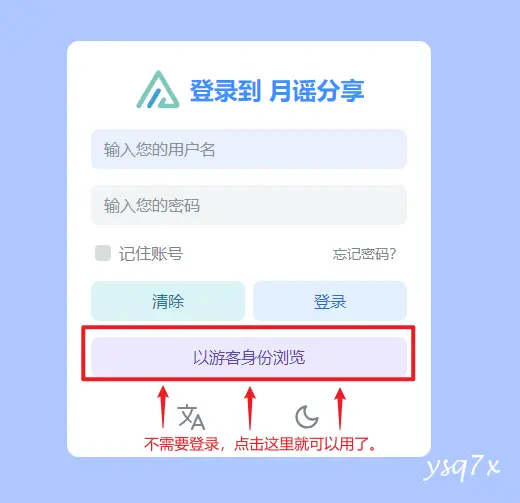 登录到 月谣分享
输入您的用户名
输入您的密码
记住账号 忘记密码?
清除 登录
以游客身份浏览
不需要登录，点击这里就可以用了。
ysq7x